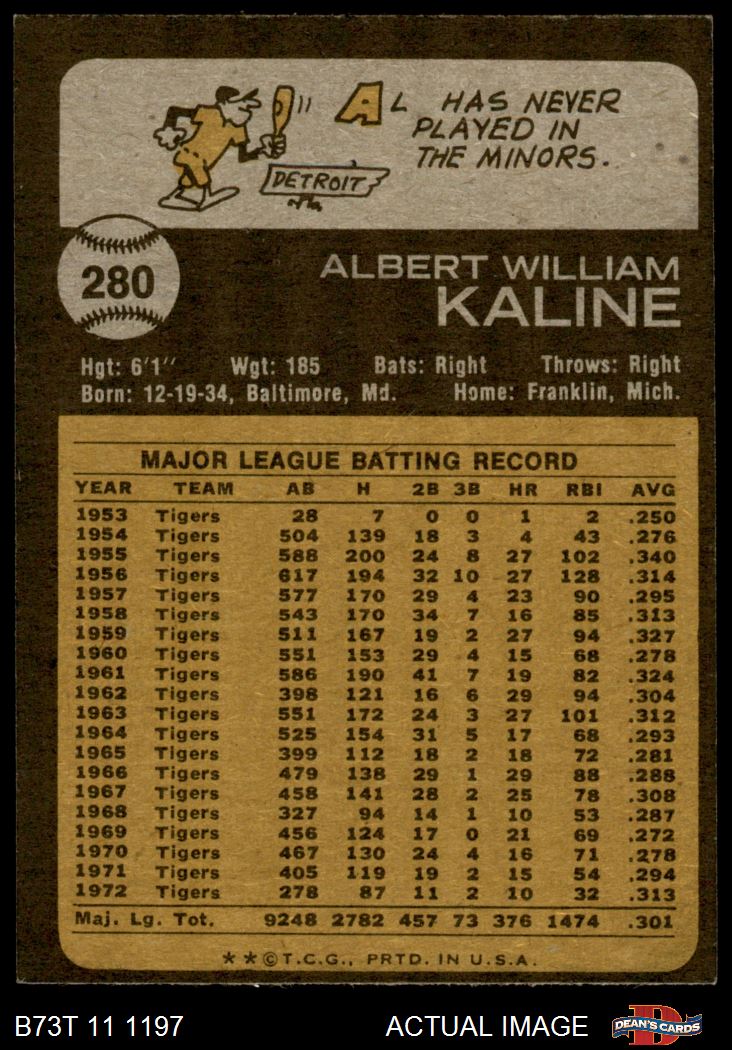 AL HAS NEVER
PLAYED IN
THE MINORS.
DETROIT
280
ALBERT WILLIAM
KALINE
Hgt: 6'1'' Wgt: 185 Bats: Right Throws: Right
Born: 12-19-34, Baltimore, Md. Home: Franklin, Mich.
MAJOR LEAGUE BATTING RECORD
YEAR TEAM AB H 2B 3B HR RBI AVG
1953 Tigers 28 7 0 0 1 2 .250
1954 Tigers 504 139 18 3 4 43 .276
1955 Tigers 588 200 24 8 27 102 .340
1956 Tigers 617 194 32 10 27 128 .314
1957 Tigers 577 170 29 4 23 90 .295
1958 Tigers 543 170 34 7 16 85 .313
1959 Tigers 511 167 19 2 27 94 .327
1960 Tigers 551 153 29 4 15 68 .278
1961 Tigers 586 190 41 7 19 82 .324
1962 Tigers 398 121 16 6 29 94 .304
1963 Tigers 551 172 24 3 27 101 .312
1964 Tigers 525 154 31 5 17 68 .293
1965 Tigers 399 112 18 2 18 72 .281
1966 Tigers 479 138 29 1 29 88 .288
1967 Tigers 458 141 28 2 25 78 .308
1968 Tigers 327 94 14 1 10 53 .287
1969 Tigers 456 124 17 0 21 69 .272
1970 Tigers 467 130 24 4 16 71 .278
1971 Tigers 405 119 19 2 15 54 .294
1972 Tigers 278 87 11 2 10 32 .313
Maj. Lg. Tot. 9248 2782 457 73 376 1474 .301
**©T.C.G., PRTD. IN U.S.A.
B73T 11 1197 ACTUAL IMAGE
D
DEAN'S CARDS